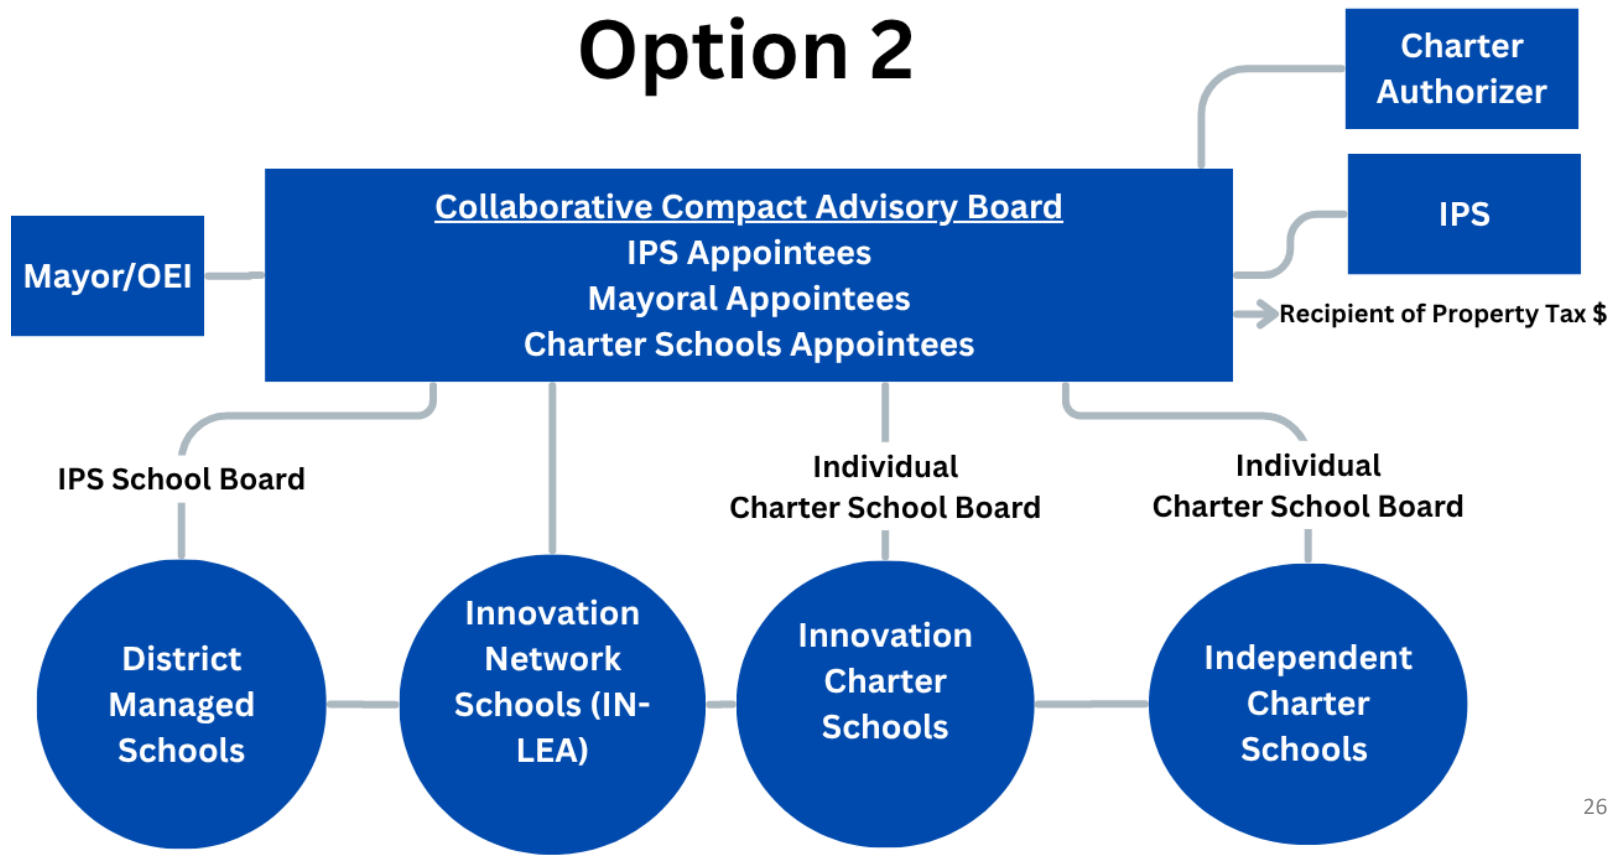 Option 2
Charter
Authorizer
IPS
Mayor/OEI
Collaborative Compact Advisory Board
IPS Appointees
Mayoral Appointees
Charter Schools Appointees
Recipient of Property Tax $
IPS School Board
Individual
Charter School Board
Individual
Charter School Board
District
Managed
Schools
Innovation
Network
Schools (IN-
LEA)
Innovation
Charter
Schools
Independent
Charter
Schools
26